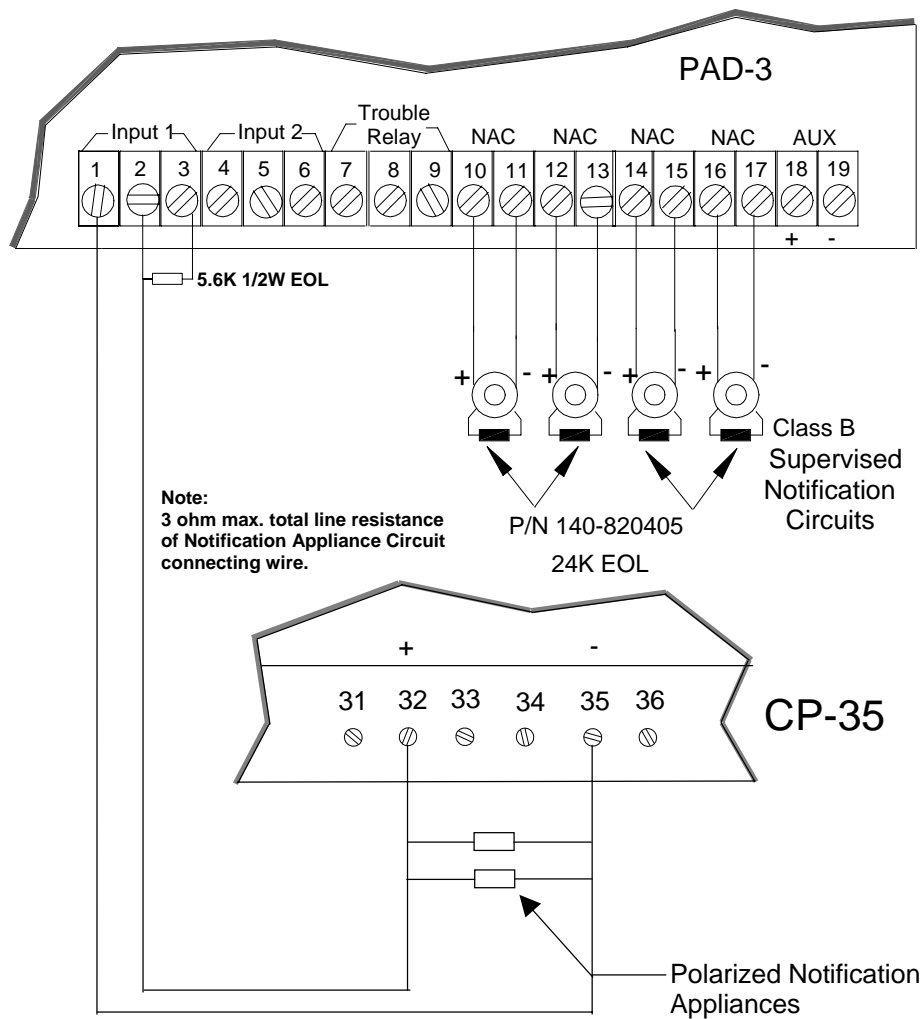 PAD-3
Input 1
Input 2
Trouble
Relay
NAC
NAC
NAC
NAC
AUX
1 2 3 4 5 6 7 8 9 10 11 12 13 14 15 16 17 18 19
+ -
5.6K 1/2W EOL
+ - + - + - + -
Class B
Supervised
Notification
Circuits
Note:
3 ohm max. total line resistance
of Notification Appliance Circuit
connecting wire.
P/N 140-820405
24K EOL
+ -
31 32 33 34 35 36
CP-35
Polarized Notification
Appliances